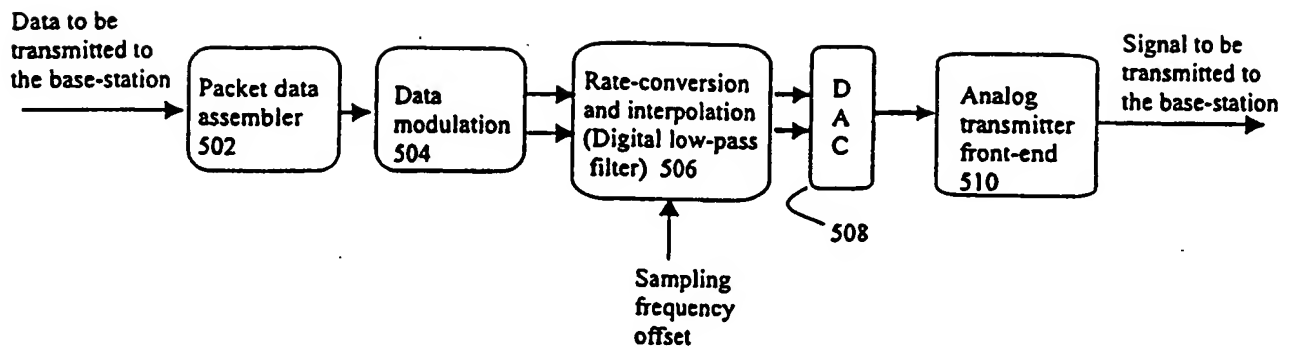 Data to be
transmitted to
the base-station
Packet data
assembler
502
Data
modulation
504
Rate-conversion
and interpolation
(Digital low-pass
filter) 506
D
A
C
508
Analog
transmitter
front-end
510
Signal to be
transmitted to
the base-station
Sampling
frequency
offset